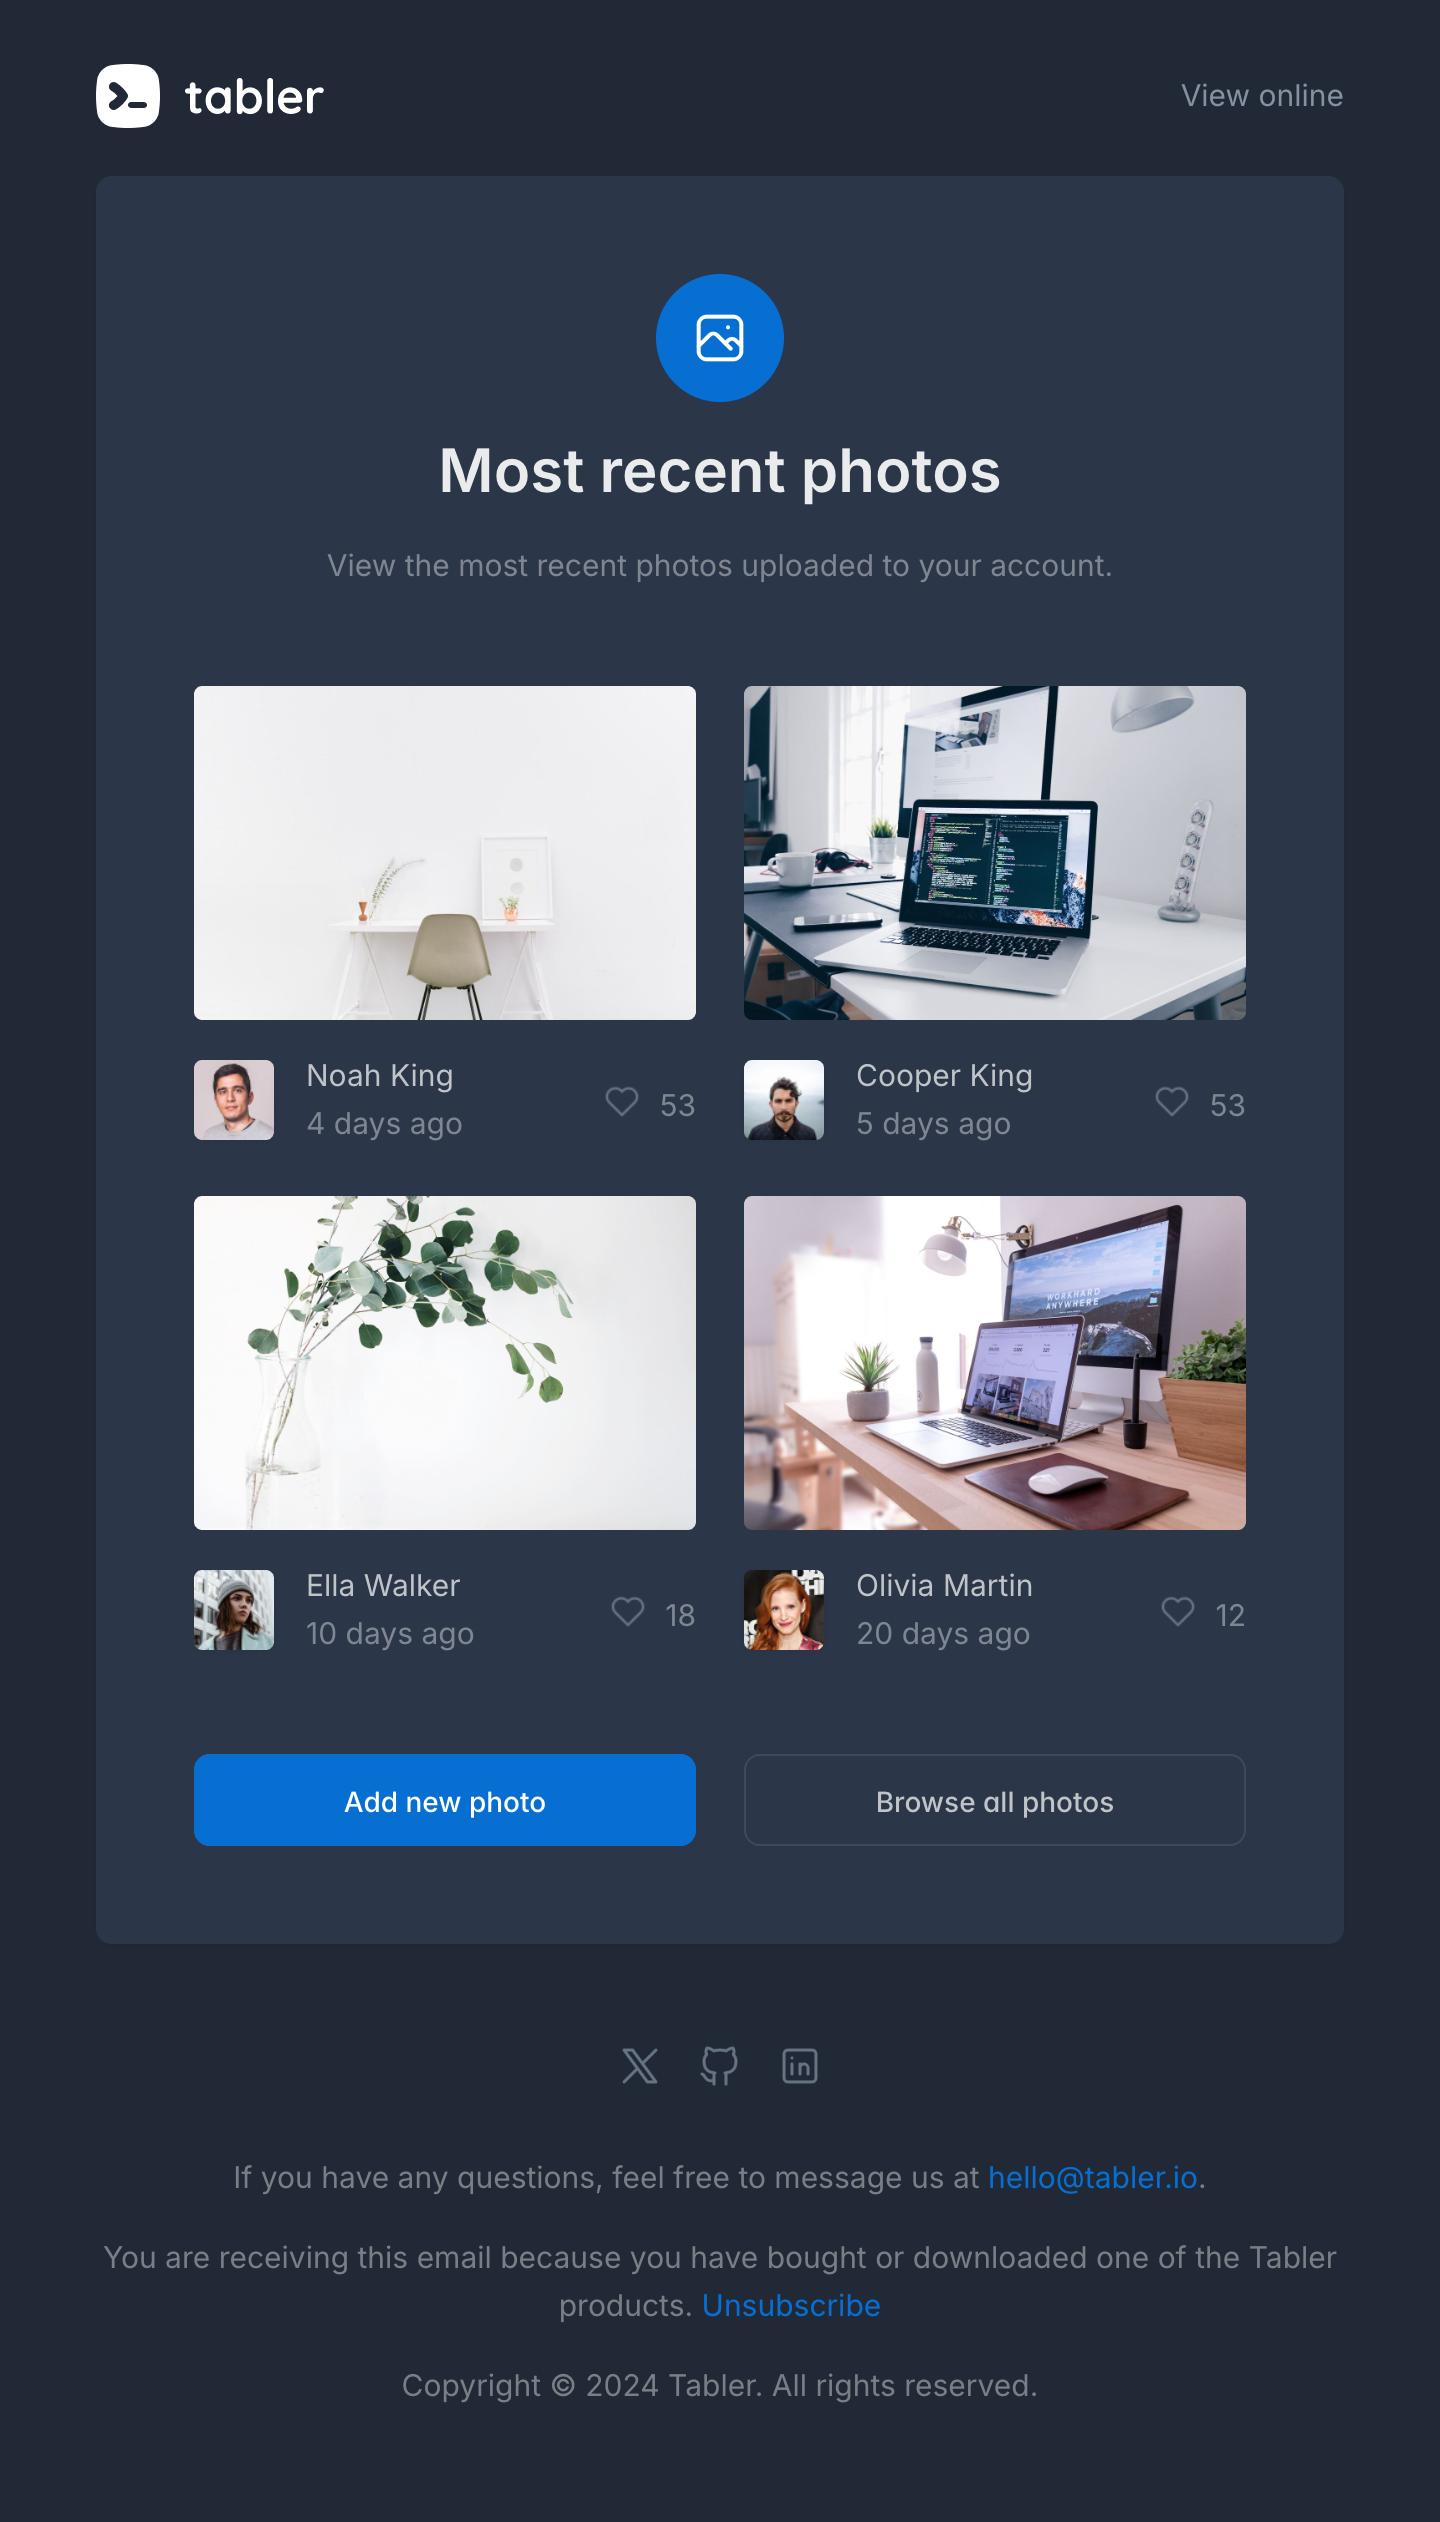 tabler
View online
Most recent photos
View the most recent photos uploaded to your account.
Noah King
4 days ago
53
Cooper King
5 days ago
53
WORKHARD
ANYWHERE
Ella Walker
10 days ago
18
Olivia Martin
20 days ago
12
Add new photo
Browse all photos
If you have any questions, feel free to message us at hello@tabler.io.
You are receiving this email because you have bought or downloaded one of the Tabler
products. Unsubscribe
Copyright © 2024 Tabler. All rights reserved.